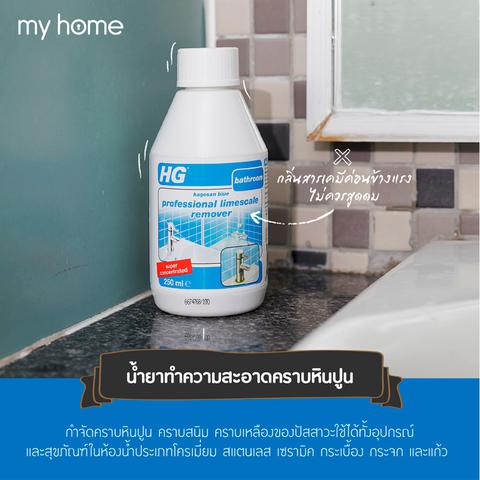 my home
HG
bathroom
hagesan blue
professional limescale
remover
super
concentrated
250 ml e
กลิ่นสารเคมีค่อนข้างแรง
ไม่ควรสูดดม
น้ำยาทำความสะอาดคราบหินปูน
กำจัดคราบหินปูน คราบสนิม คราบเหลืองของปัสสาวะใช้ได้ทั้งอุปกรณ์
และสุขภัณฑ์ในห้องน้ำประเภทโครเมี่ยม สแตนเลส เซรามิค กระเบื้อง กระจก และแก้ว